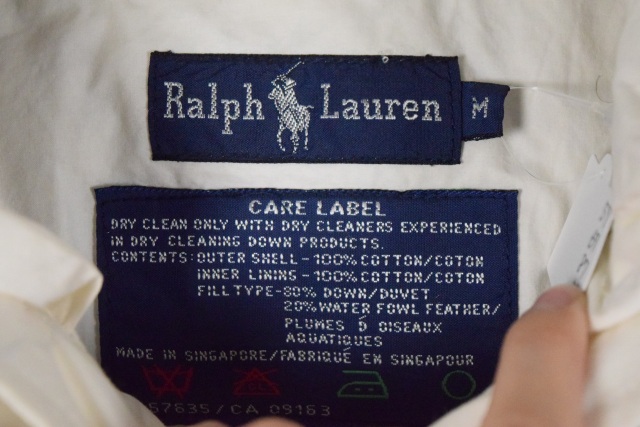 Ralph Lauren
M
CARE LABEL
DRY CLEAN ONLY WITH DRY CLEANERS EXPERIENCED
IN DRY CLEANING DOWN PRODUCTS.
CONTENTS: OUTER SHELL-100% COTTON/COTON
INNER LINING-100% COTTON/COTON
FILL TYPE-80% DOWN/DUVET
20% WATER FOWL FEATHER/
PLUMES D OISEAUX
AQUATIQUES
MADE IN SINGAPORE/FABRIQUE EN SINGAPOUR
57635/CA 09163